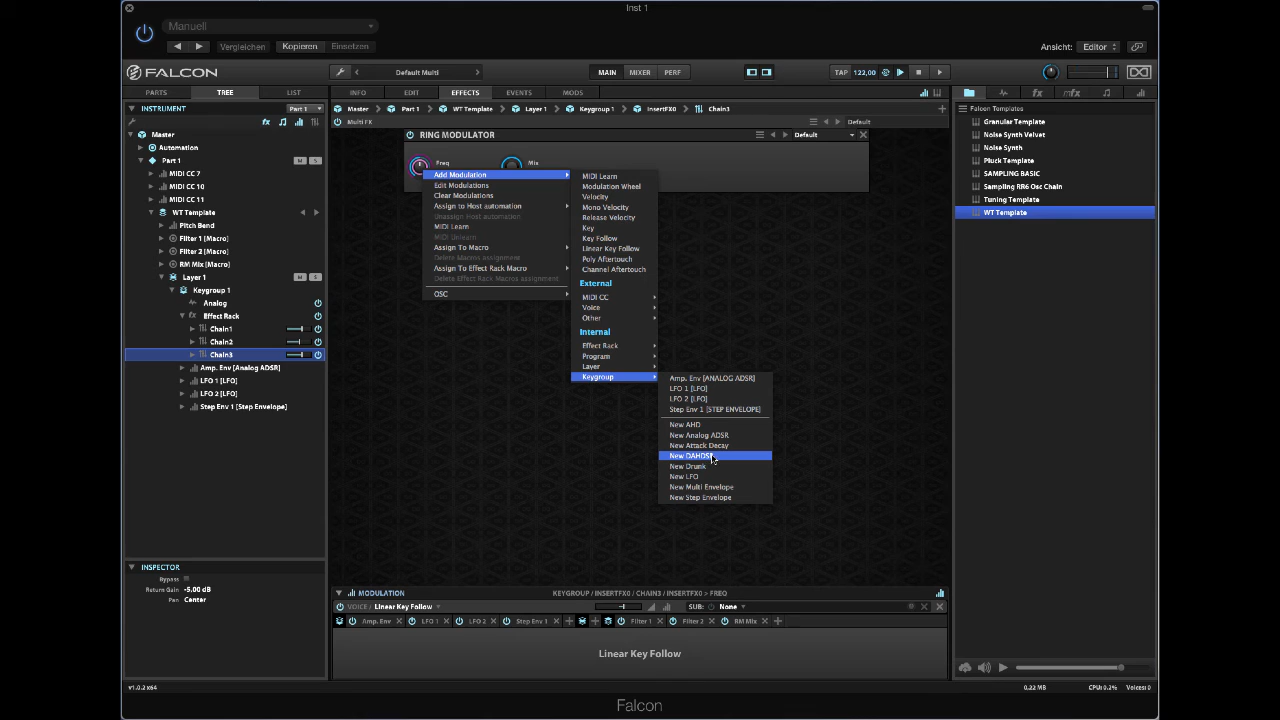 Inst 1
Manuell
Vergleichen Kopieren Einsetzen
Ansicht: Editor
FALCON
Default Multi
MAIN MIXER PERF
TAP 122,00
PARTS TREE LIST
INFO EDIT EFFECTS EVENTS MODS
INSTRUMENT Part 1
Master Part 1 WT Template Layer 1 Keygroup 1 InsertFX0 Chain3
Multi FX Default
RING MODULATOR Default
Freq Mix
Master
Automation
Part 1 M S
MIDI CC 7
MIDI CC 10
MIDI CC 11
WT Template
Pitch Bend
Filter 1 [Macro]
Filter 2 [Macro]
RM Mix [Macro]
Layer 1 M S
Keygroup 1
Analog
Effect Rack
Chain1
Chain2
Chain3
Amp. Env [Analog ADSR]
LFO 1 [LFO]
LFO 2 [LFO]
Step Env 1 [Step Envelope]
Add Modulation
Edit Modulations
Clear Modulations
Assign to Host automation
Unassign Host automation
MIDI Learn
MIDI Unlearn
Assign To Macro
Delete Macros assignment
Assign To Effect Rack Macro
Delete Effect Rack Macros assignment
OSC
MIDI Learn
Modulation Wheel
Velocity
Mono Velocity
Release Velocity
Key
Key Follow
Linear Key Follow
Poly Aftertouch
Channel Aftertouch
External
MIDI CC
Voice
Other
Internal
Effect Rack
Program
Layer
Keygroup
Amp. Env [ANALOG ADSR]
LFO 1 [LFO]
LFO 2 [LFO]
Step Env 1 [STEP ENVELOPE]
New AHD
New Analog ADSR
New Attack Decay
New DAHDSR
New Drunk
New LFO
New Multi Envelope
New Step Envelope
Falcon Templates
Granular Template
Noise Synth Velvet
Noise Synth
Pluck Template
SAMPLING BASIC
Sampling RR6 Osc Chain
Tuning Template
WT Template
INSPECTOR
Bypass
Return Gain -5,00 dB
Pan Center
MODULATION KEYGROUP / INSERTFX0 / CHAIN3 / INSERTFX0 > FREQ
VOICE / Linear Key Follow SUB: None
Amp. Env LFO 1 LFO 2 Step Env 1 Filter 1 Filter 2 RM Mix
Linear Key Follow
v1.0.2 x64
0,22 MB CPU: 0.2% Voices: 0
Falcon